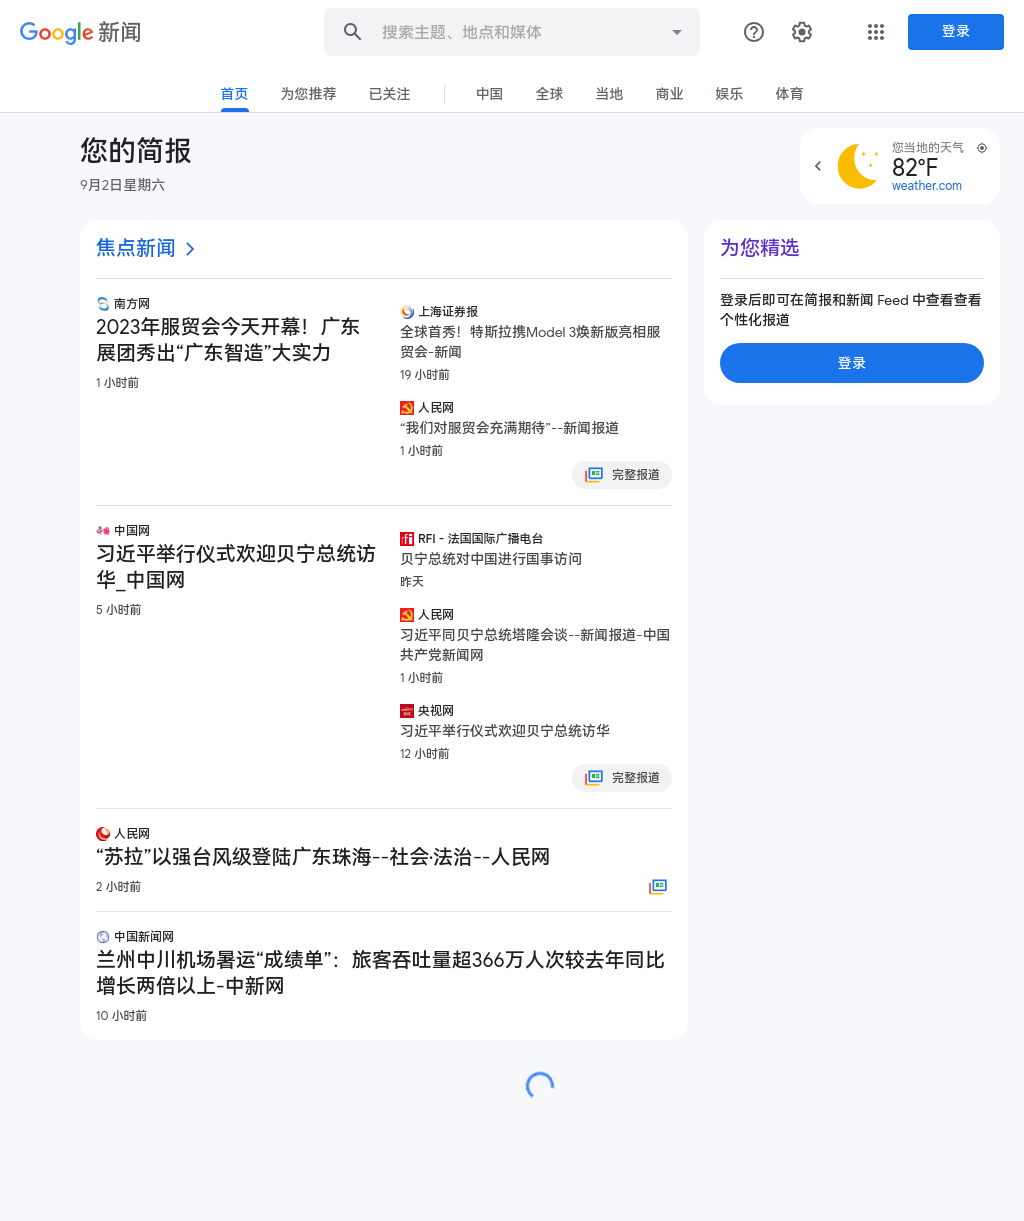 Google 新闻
搜索主题、地点和媒体
登录
首页
为您推荐
已关注
中国
全球
当地
商业
娱乐
体育
您的简报
9月2日星期六
您当地的天气
82°F
weather.com
焦点新闻
南方网
2023年服贸会今天开幕！广东
展团秀出“广东智造”大实力
1 小时前
上海证券报
全球首秀！特斯拉携Model 3焕新版亮相服
贸会-新闻
19 小时前
人民网
“我们对服贸会充满期待”--新闻报道
1 小时前
完整报道
中国网
习近平举行仪式欢迎贝宁总统访
华_中国网
5 小时前
RFI - 法国国际广播电台
贝宁总统对中国进行国事访问
昨天
人民网
习近平同贝宁总统塔隆会谈--新闻报道-中国
共产党新闻网
1 小时前
央视网
习近平举行仪式欢迎贝宁总统访华
12 小时前
完整报道
人民网
“苏拉”以强台风级登陆广东珠海--社会·法治--人民网
2 小时前
中国新闻网
兰州中川机场暑运“成绩单”：旅客吞吐量超366万人次较去年同比
增长两倍以上-中新网
10 小时前
为您精选
登录后即可在简报和新闻 Feed 中查看查看
个性化报道
登录